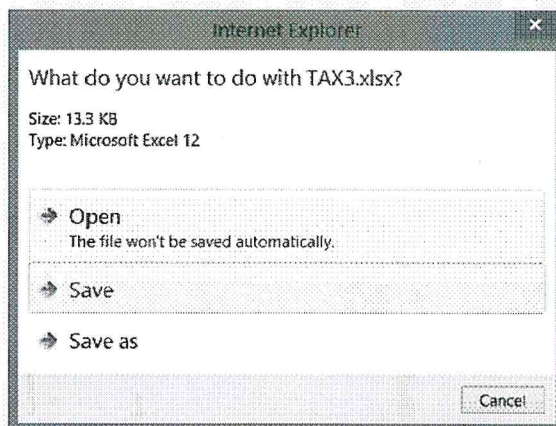 Internet Explorer
What do you want to do with TAX3.xlsx?
Size: 13.3 KB
Type: Microsoft Excel 12
Open
The file won't be saved automatically.
Save
Save as
Cancel